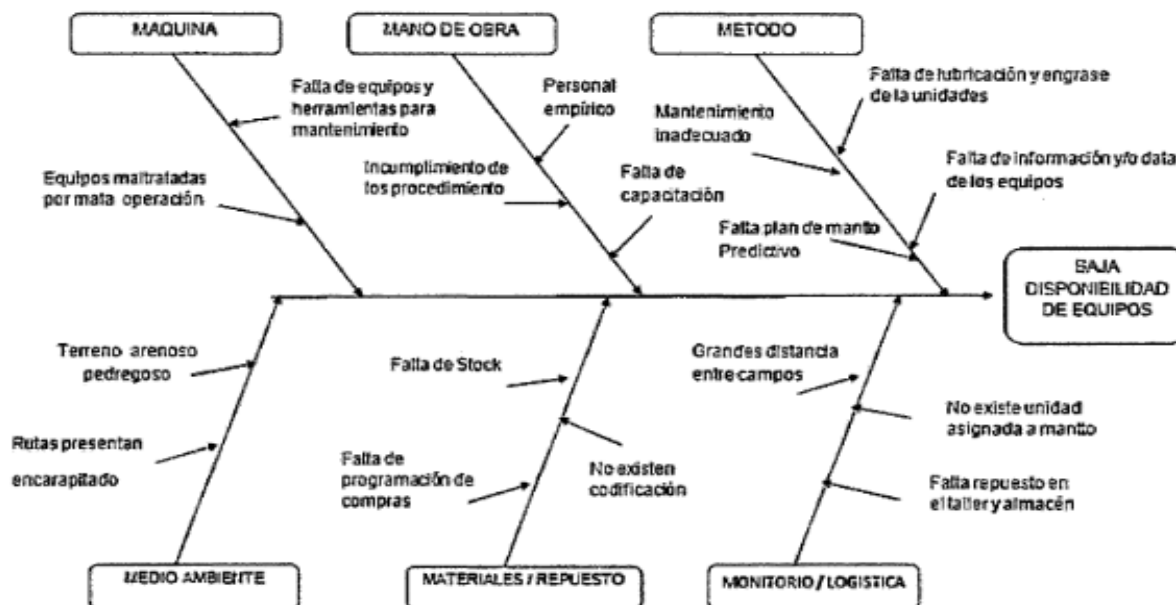 MAQUINA
MANO DE OBRA
METODO
Falta de equipos y
herramientas para
mantenimiento
Equipos maltratadas
por mata operación
Personal
empírico
Incumplimiento de
los procedimiento
Falta de
capacitación
Falta de lubricación y engrase
de la unidades
Mantenimiento
inadecuado
Falta de información y/o data
de los equipos
Falta plan de mantto
Predictivo
BAJA
DISPONIBILIDAD
DE EQUIPOS
Terreno arenoso
pedregoso
Rutas presentan
encarapitado
Falta de Stock
Falta de
programación de
compras
No existen
codificación
Grandes distancia
entre campos
No existe unidad
asignada a mantto
Falta repuesto en
el taller y almacén
MEDIO AMBIENTE
MATERIALES / REPUESTO
MONITORIO / LOGISTICA